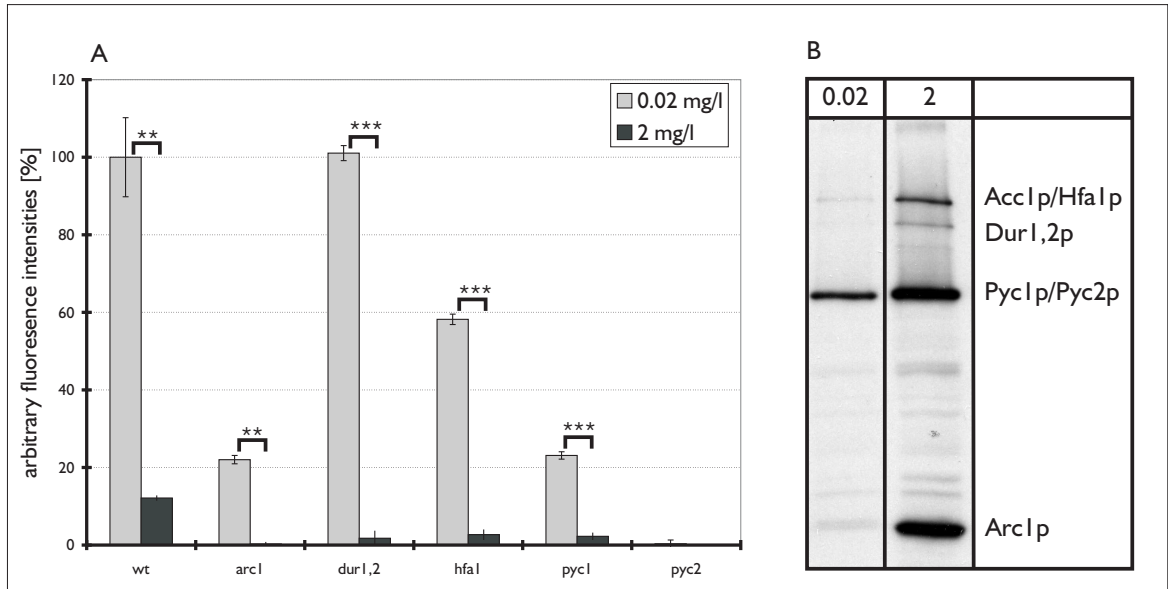 A
arbitrary fluoresence intensities [%]
120
100
80
60
40
20
0
0.02 mg/l
2 mg/l
**
**
***
***
***
wt
arc1
dur1,2
hfa1
pyc1
pyc2
B
0.02
2
Acc1p/Hfa1p
Dur1,2p
Pyc1p/Pyc2p
Arc1p